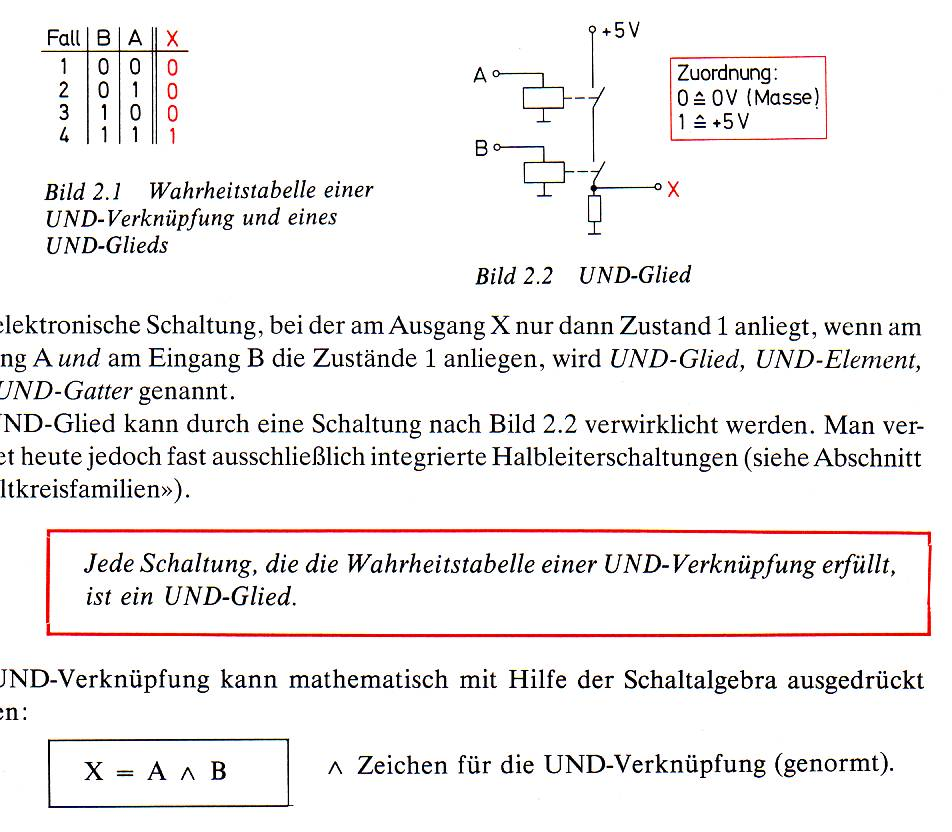 Fall B A X
1 0 0 0
2 0 1 0
3 1 0 0
4 1 1 1
Bild 2.1 Wahrheitstabelle einer
UND-Verknüpfung und eines
UND-Glieds
+5V
A
B
X
Zuordnung:
0 ≙ 0V (Masse)
1 ≙ +5V
Bild 2.2 UND-Glied
elektronische Schaltung, bei der am Ausgang X nur dann Zustand 1 anliegt, wenn am
ng A und am Eingang B die Zustände 1 anliegen, wird UND-Glied, UND-Element,
UND-Gatter genannt.
UND-Glied kann durch eine Schaltung nach Bild 2.2 verwirklicht werden. Man ver-
et heute jedoch fast ausschließlich integrierte Halbleiterschaltungen (siehe Abschnitt
ltkreisfamilien»).
Jede Schaltung, die die Wahrheitstabelle einer UND-Verknüpfung erfüllt,
ist ein UND-Glied.
UND-Verknüpfung kann mathematisch mit Hilfe der Schaltalgebra ausgedrückt
en:
X = A ∧ B
∧ Zeichen für die UND-Verknüpfung (genormt).